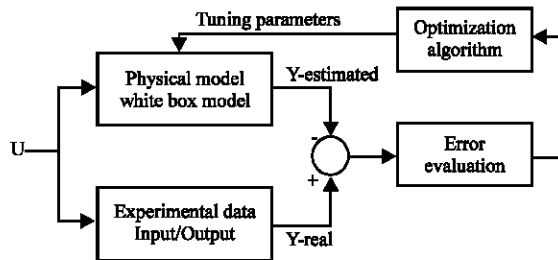 Tuning parameters
Optimization
algorithm
Physical model
white box model
Y-estimated
U
-
+
Error
evaluation
Experimental data
Input/Output
Y-real